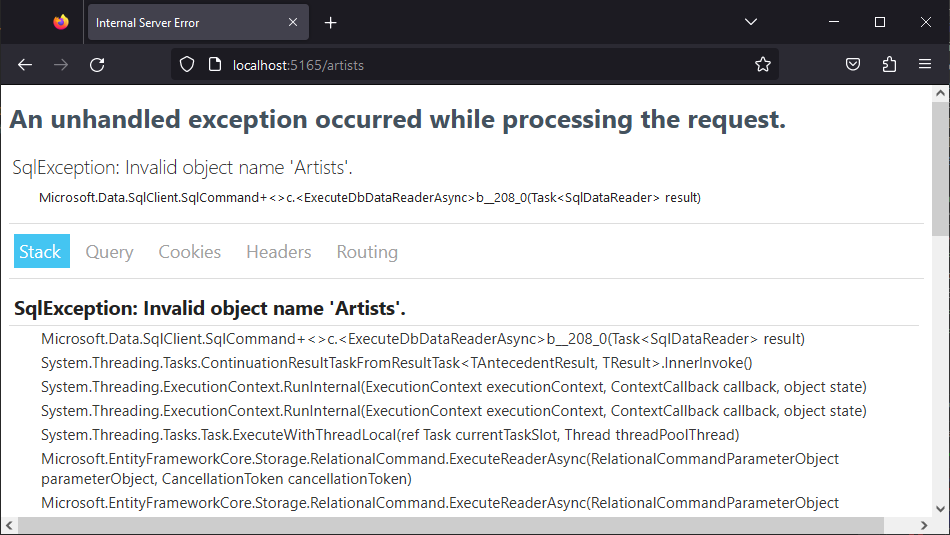 Internal Server Error
localhost:5165/artists
An unhandled exception occurred while processing the request.
SqlException: Invalid object name 'Artists'.
Microsoft.Data.SqlClient.SqlCommand+<>c.<ExecuteDbDataReaderAsync>b__208_0(Task<SqlDataReader> result)
Stack Query Cookies Headers Routing
SqlException: Invalid object name 'Artists'.
Microsoft.Data.SqlClient.SqlCommand+<>c.<ExecuteDbDataReaderAsync>b__208_0(Task<SqlDataReader> result)
System.Threading.Tasks.ContinuationResultTaskFromResultTask<TAntecedentResult, TResult>.InnerInvoke()
System.Threading.ExecutionContext.RunInternal(ExecutionContext executionContext, ContextCallback callback, object state)
System.Threading.ExecutionContext.RunInternal(ExecutionContext executionContext, ContextCallback callback, object state)
System.Threading.Tasks.Task.ExecuteWithThreadLocal(ref Task currentTaskSlot, Thread threadPoolThread)
Microsoft.EntityFrameworkCore.Storage.RelationalCommand.ExecuteReaderAsync(RelationalCommandParameterObject
parameterObject, CancellationToken cancellationToken)
Microsoft.EntityFrameworkCore.Storage.RelationalCommand.ExecuteReaderAsync(RelationalCommandParameterObject